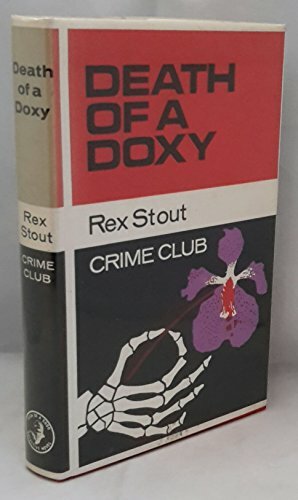 Death
of a
Doxy
Rex
Stout
CRIME
CLUB
DEATH
OF A
DOXY
Rex Stout
CRIME CLUB